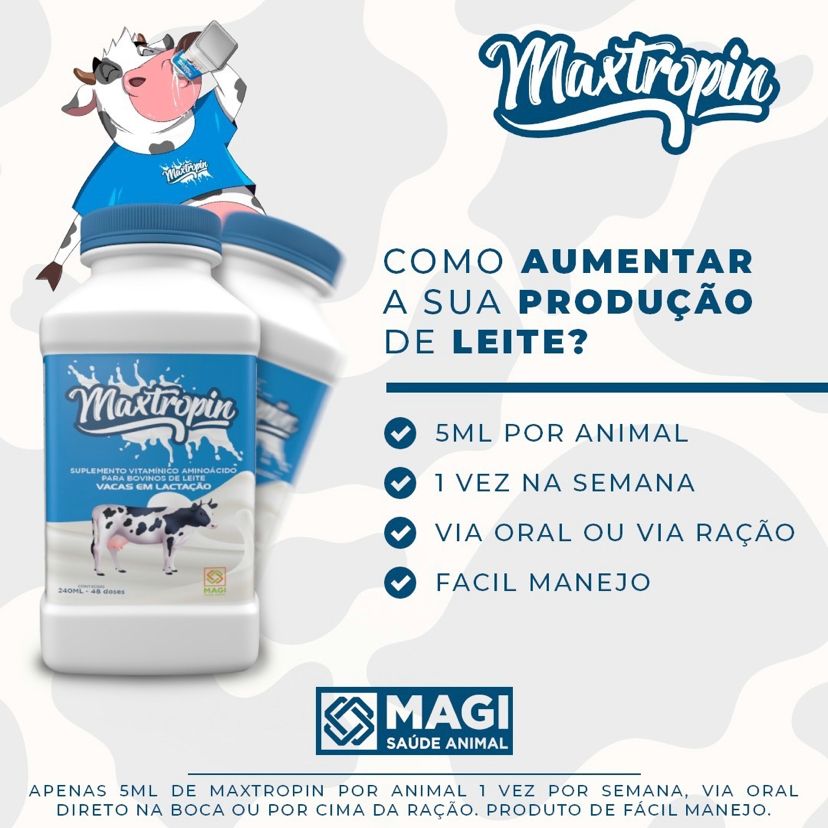 Maxtropin
Maxtropin
COMO AUMENTAR
A SUA PRODUÇÃO
DE LEITE?
5ML POR ANIMAL
1 VEZ NA SEMANA
VIA ORAL OU VIA RAÇÃO
FACIL MANEJO
Maxtropin
SUPLEMENTO VITAMÍNICO AMINOÁCIDO
PARA BOVINOS DE LEITE
VACAS EM LACTAÇÃO
CONTEÚDO
240ML - 48 doses
MAGI
MAGI
SAÚDE ANIMAL
APENAS 5ML DE MAXTROPIN POR ANIMAL 1 VEZ POR SEMANA, VIA ORAL
DIRETO NA BOCA OU POR CIMA DA RAÇÃO. PRODUTO DE FÁCIL MANEJO.